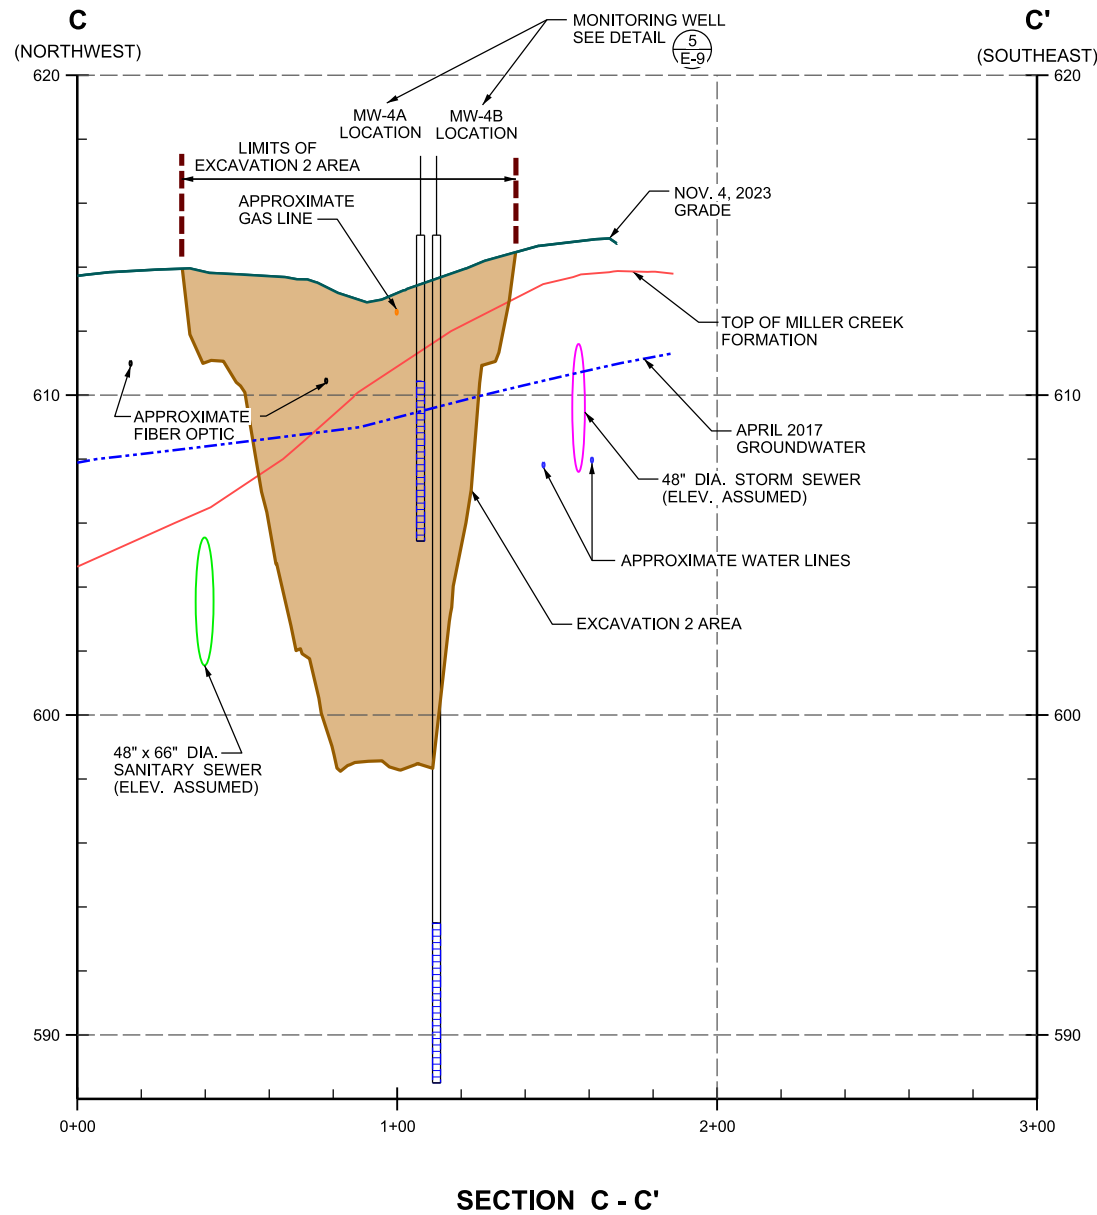 C
(NORTHWEST)
C'
(SOUTHEAST)
MONITORING WELL
SEE DETAIL
5
E-9
620
620
MW-4A
LOCATION
MW-4B
LOCATION
LIMITS OF
EXCAVATION 2 AREA
APPROXIMATE
GAS LINE
NOV. 4, 2023
GRADE
TOP OF MILLER CREEK
FORMATION
610
610
APPROXIMATE
FIBER OPTIC
APRIL 2017
GROUNDWATER
48" DIA. STORM SEWER
(ELEV. ASSUMED)
APPROXIMATE WATER LINES
EXCAVATION 2 AREA
600
600
48" x 66" DIA.
SANITARY SEWER
(ELEV. ASSUMED)
590
590
0+00
1+00
2+00
3+00
SECTION C - C'